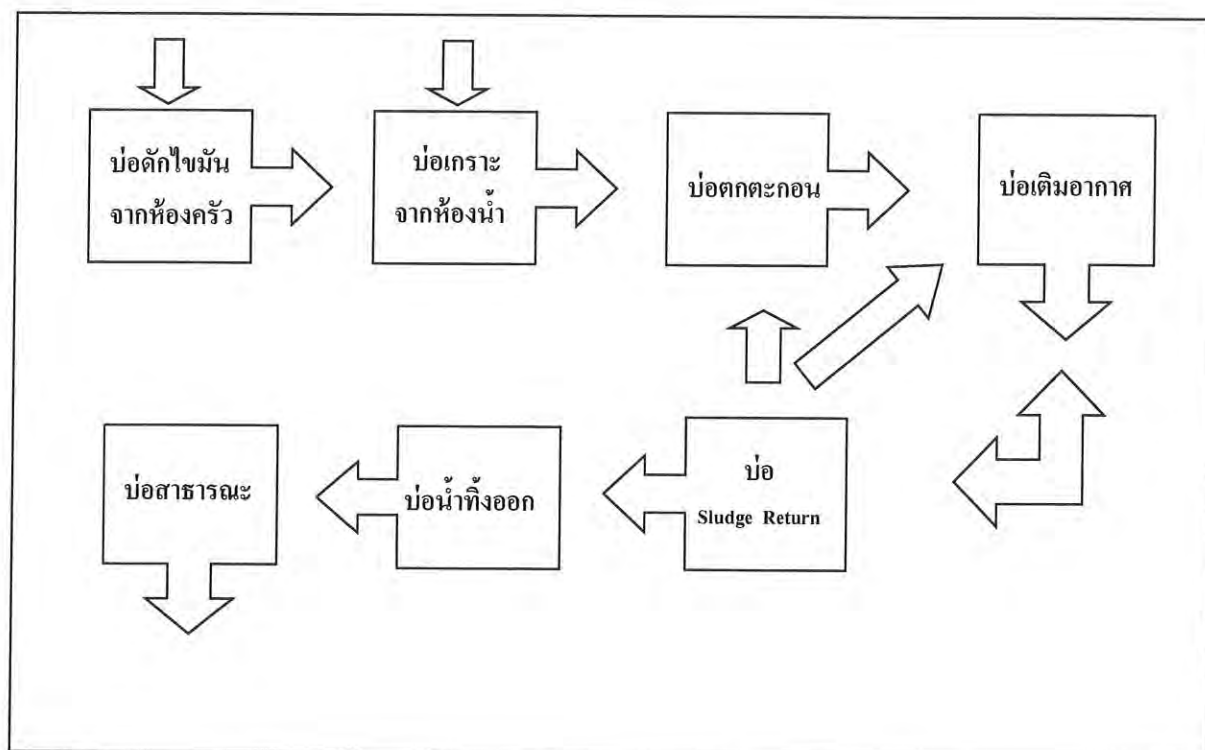 บ่อดักไขมัน
จากห้องครัว
บ่อเกราะ
จากห้องน้ำ
บ่อตกตะกอน
บ่อเติมอากาศ
บ่อสาธารณะ
บ่อน้ำทิ้งออก
บ่อ
Sludge Return